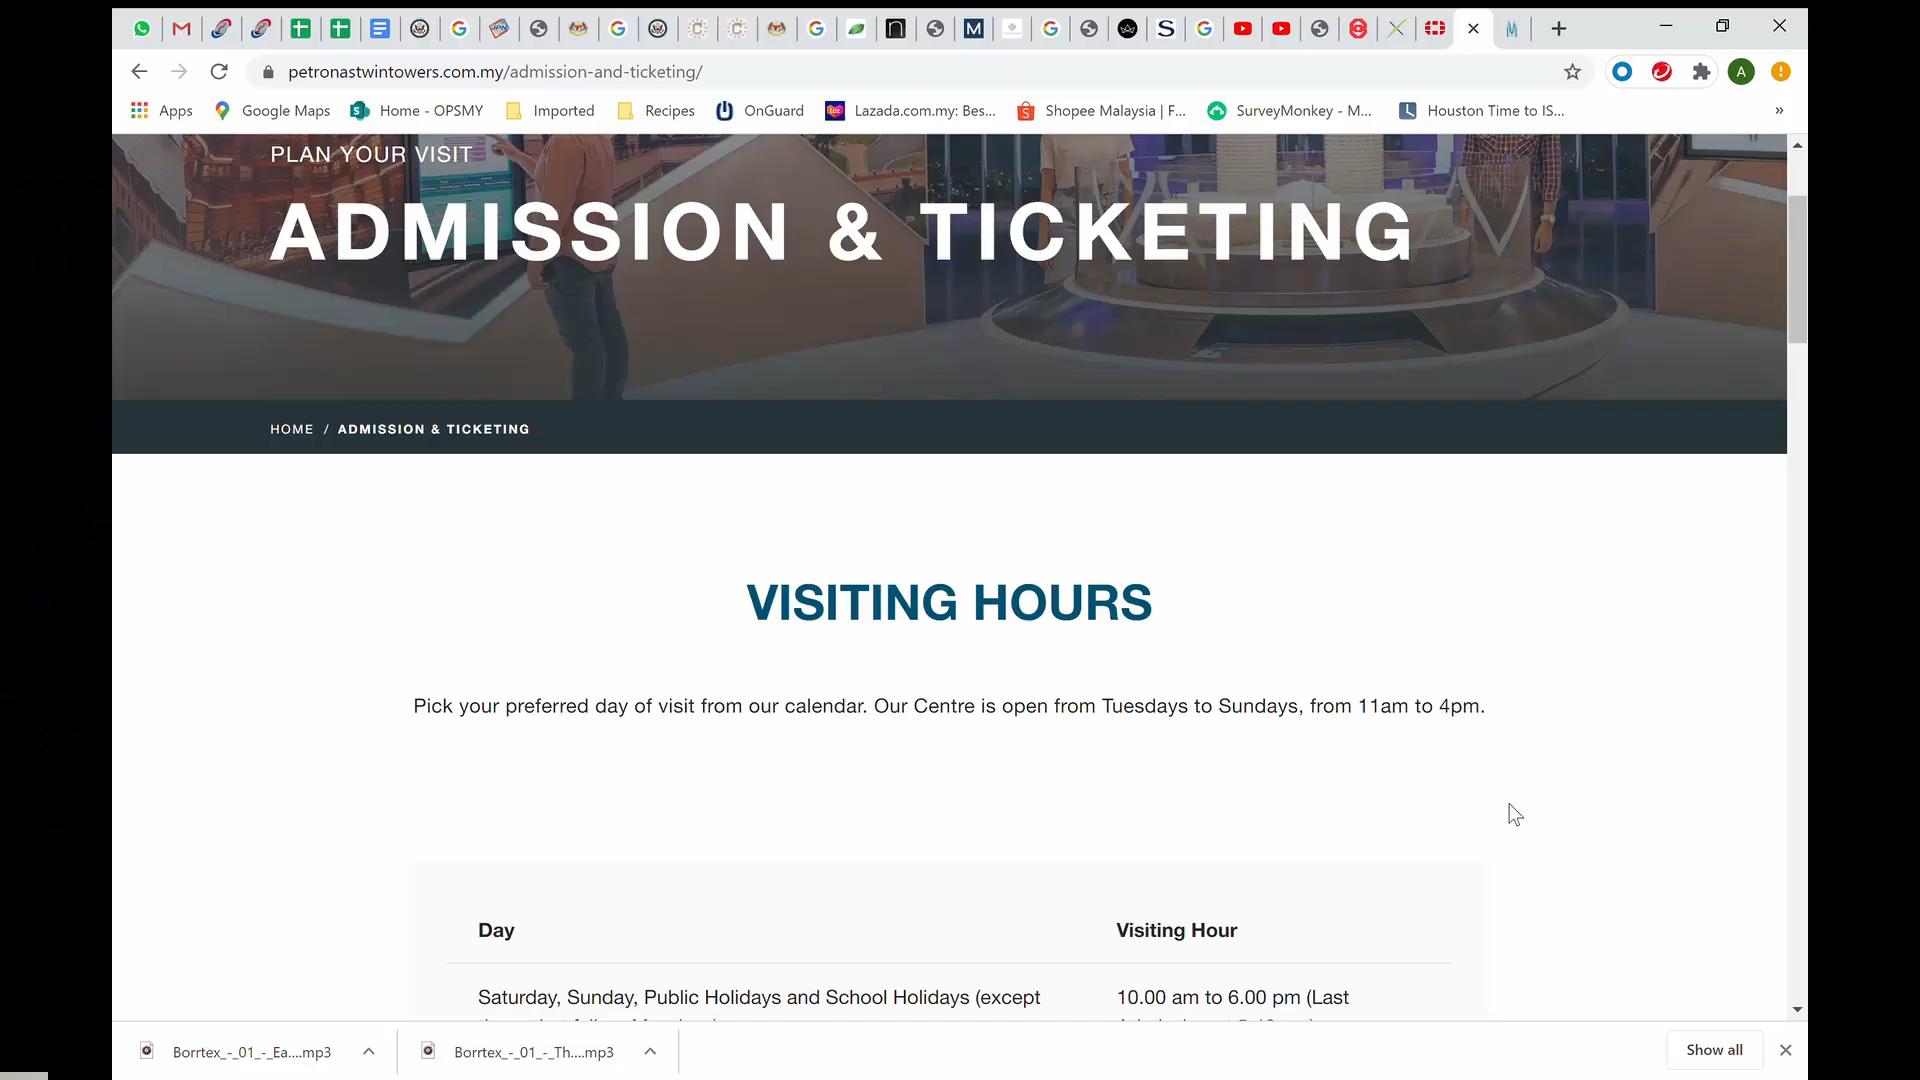 petronastwintowers.com.my/admission-and-ticketing/
Apps Google Maps Home - OPSMY Imported Recipes OnGuard Lazada.com.my: Bes... Shopee Malaysia | F... SurveyMonkey - M... Houston Time to IS... »
PLAN YOUR VISIT
ADMISSION & TICKETING
HOME / ADMISSION & TICKETING
VISITING HOURS
Pick your preferred day of visit from our calendar. Our Centre is open from Tuesdays to Sundays, from 11am to 4pm.
Day Visiting Hour
Saturday, Sunday, Public Holidays and School Holidays (except 10.00 am to 6.00 pm (Last
Borrtex_-_01_-_Ea....mp3 Borrtex_-_01_-_Th....mp3 Show all